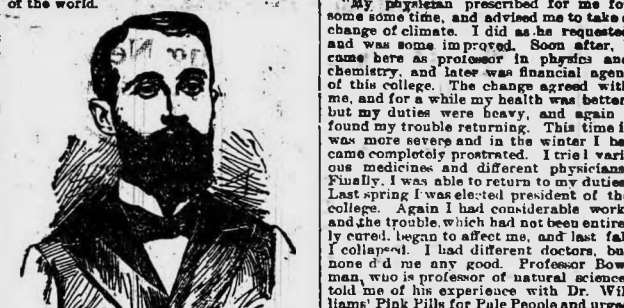 of the world.
"My physician prescribed for me for
some some time, and advised me to take a
change of climate. I did as he requested
and was some improved. Soon after,
came here as professor in physics and
chemistry, and later was financial agen
of this college. The change agreed with
me, and for a while my health was better
but my duties were heavy, and again
found my trouble returning. This time i
was more severe and in the winter I be
came completely prostrated. I tried vari
ous medicines and different physicians
Finally, I was able to return to my duties
Last spring I was elected president of the
college. Again I had considerable work
and the trouble, which had not been entire
ly cured, began to affect me, and last fal
I collapsed. I had different doctors, bu
none did me any good. Professor Bow
man, who is professor of natural science
told me of his experience with Dr. Wil
liams' Pink Pills for Pale People and urge